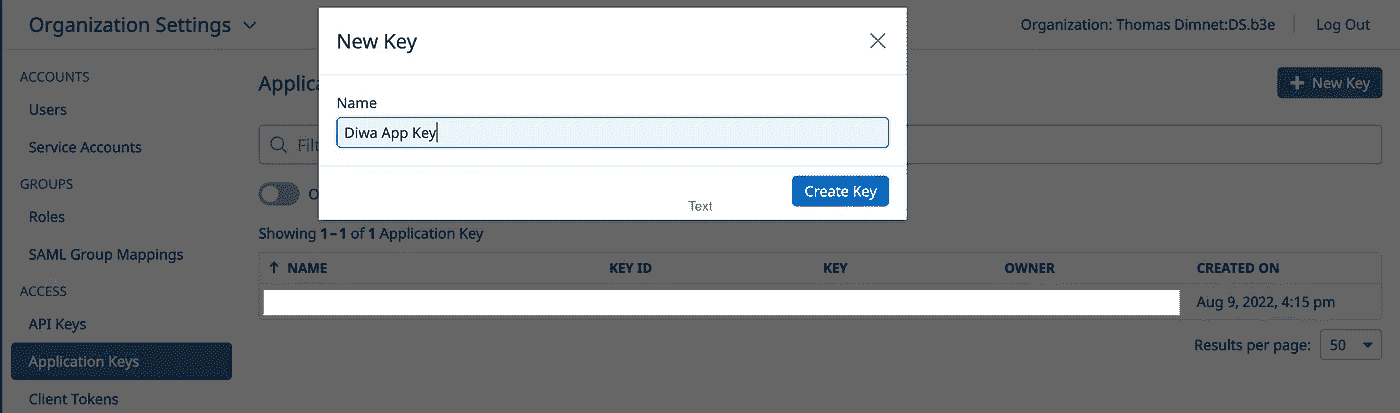 Organization Settings
Organization: Thomas Dimnet:DS.b3e
Log Out
ACCOUNTS
Users
Service Accounts
GROUPS
Roles
SAML Group Mappings
ACCESS
API Keys
Application Keys
Client Tokens
New Key
Name
Diwa App Key
Create Key
Text
Applica
+ New Key
Filt
O
Showing 1–1 of 1 Application Key
↑ NAME KEY ID KEY OWNER CREATED ON
Aug 9, 2022, 4:15 pm
Results per page: 50